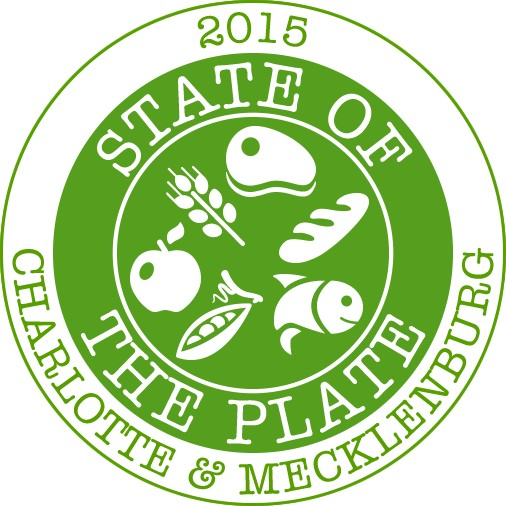 2015
STATE OF
THE PLATE
CHARLOTTE & MECKLENBURG